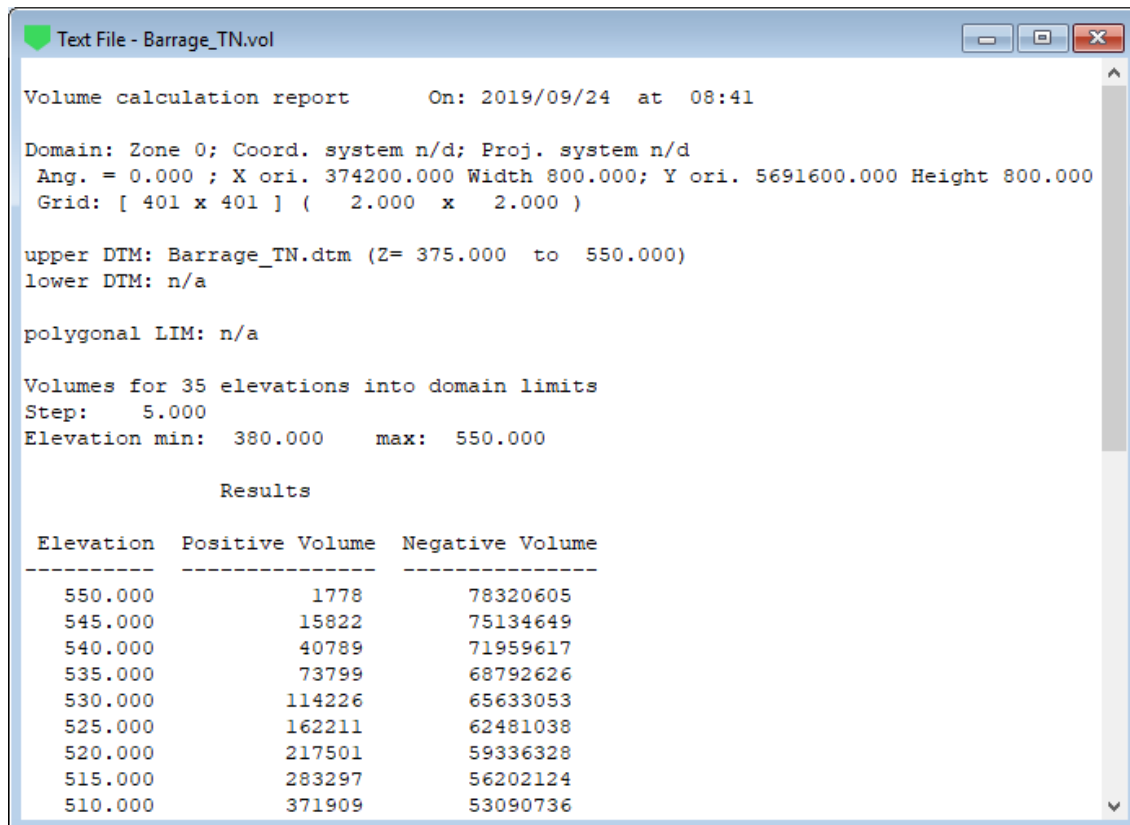 Text File - Barrage_TN.vol
Volume calculation report      On: 2019/09/24  at  08:41
Domain: Zone 0; Coord. system n/d; Proj. system n/d
Ang. = 0.000 ; X ori. 374200.000 Width 800.000; Y ori. 5691600.000 Height 800.000
Grid: [ 401 x 401 ] (   2.000  x   2.000 )
upper DTM: Barrage_TN.dtm (Z= 375.000  to  550.000)
lower DTM: n/a
polygonal LIM: n/a
Volumes for 35 elevations into domain limits
Step:    5.000
Elevation min:  380.000    max:  550.000
Results
Elevation  Positive Volume  Negative Volume
----------  ---------------  ---------------
550.000            1778        78320605
545.000           15822        75134649
540.000           40789        71959617
535.000           73799        68792626
530.000          114226        65633053
525.000          162211        62481038
520.000          217501        59336328
515.000          283297        56202124
510.000          371909        53090736